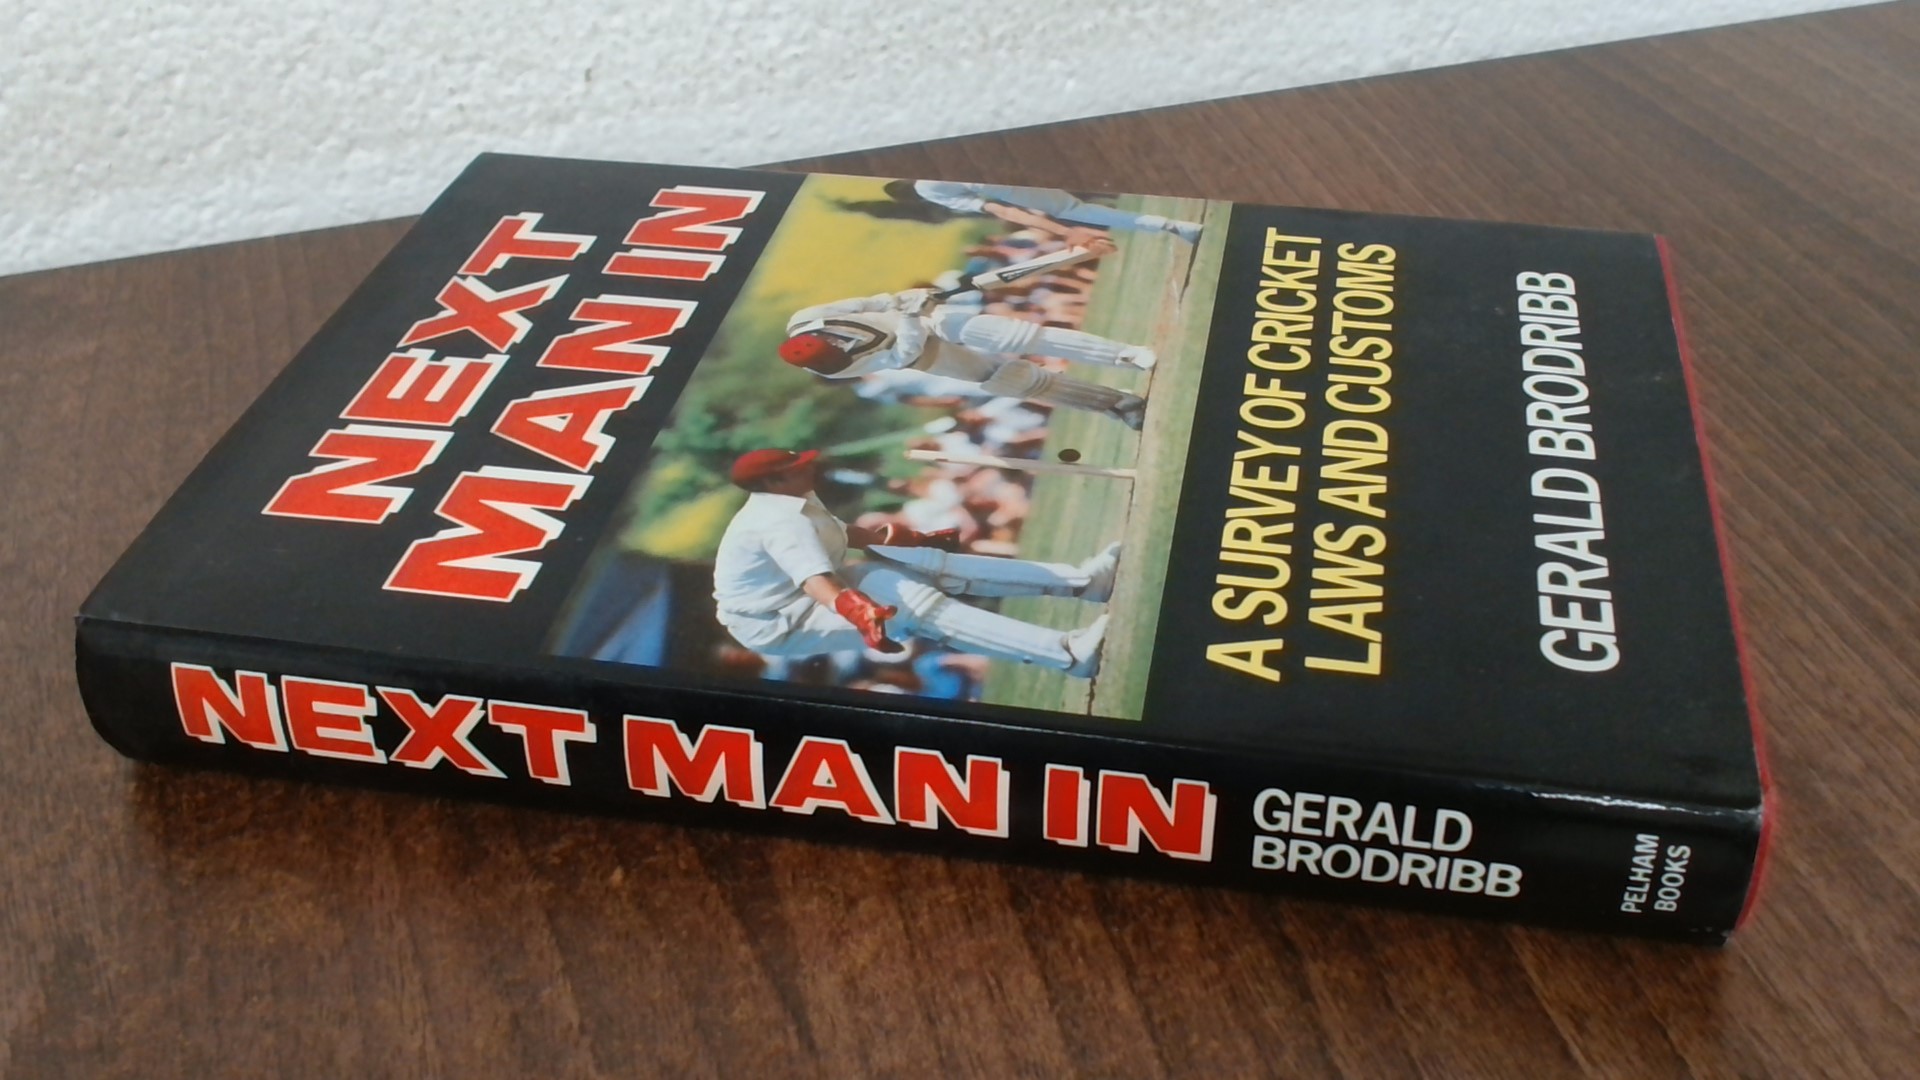 NEXT
MAN IN
A SURVEY OF CRICKET
LAWS AND CUSTOMS
GERALD BRODRIBB
NEXT MAN IN
GERALD
BRODRIBB
PELHAM
BOOKS